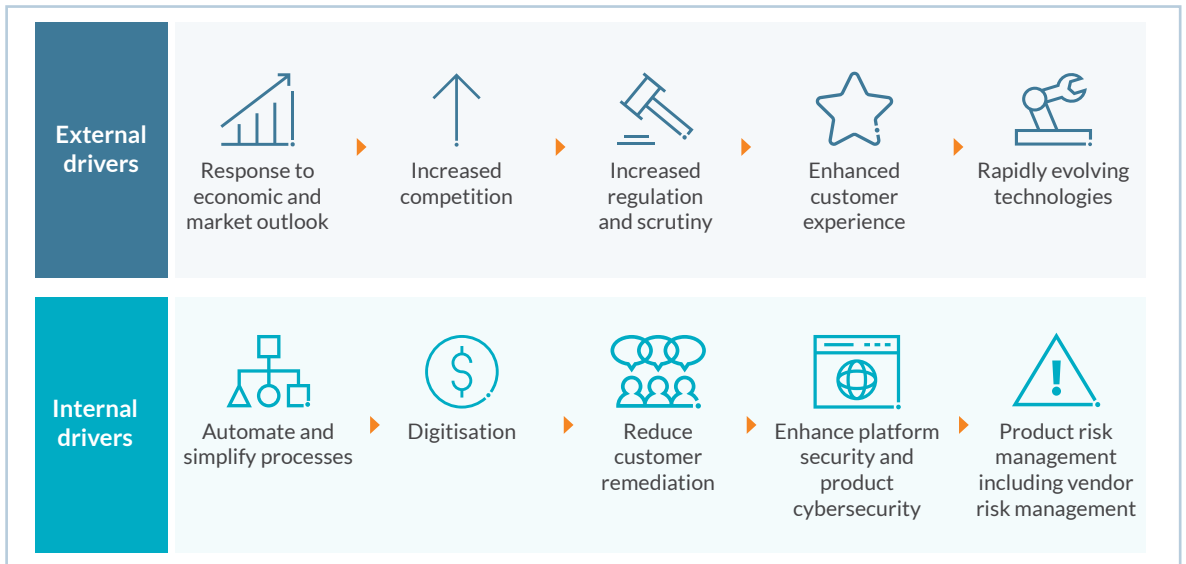 External
drivers
Response to
economic and
market outlook
Increased
competition
Increased
regulation
and scrutiny
Enhanced
customer
experience
Rapidly evolving
technologies
Internal
drivers
Automate and
simplify processes
Digitisation
Reduce
customer
remediation
Enhance platform
security and
product
cybersecurity
Product risk
management
including vendor
risk management